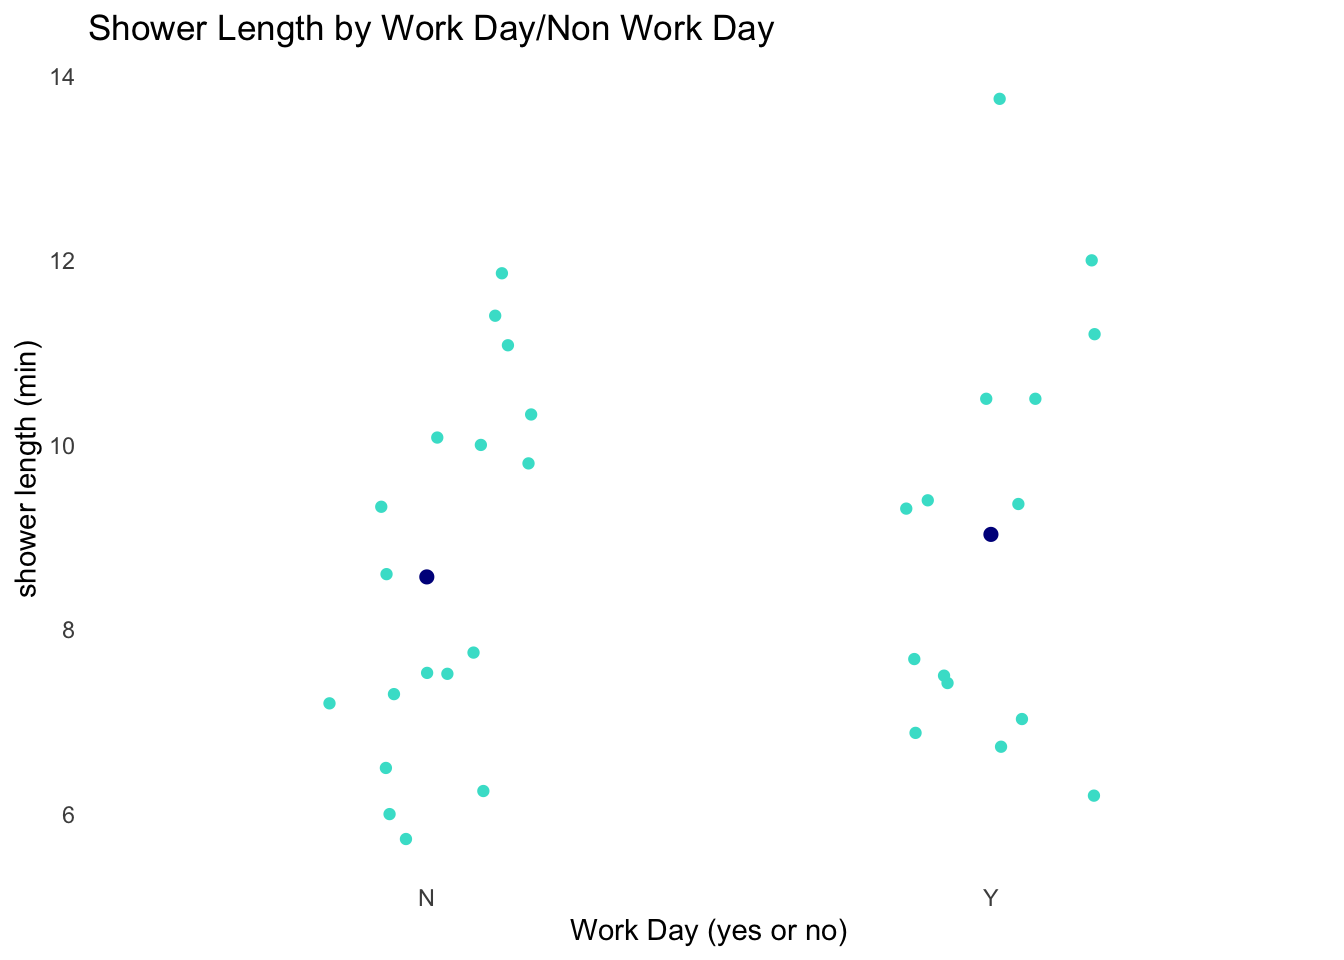 Shower Length by Work Day/Non Work Day
14
12
10
8
6
shower length (min)
N
Y
Work Day (yes or no)